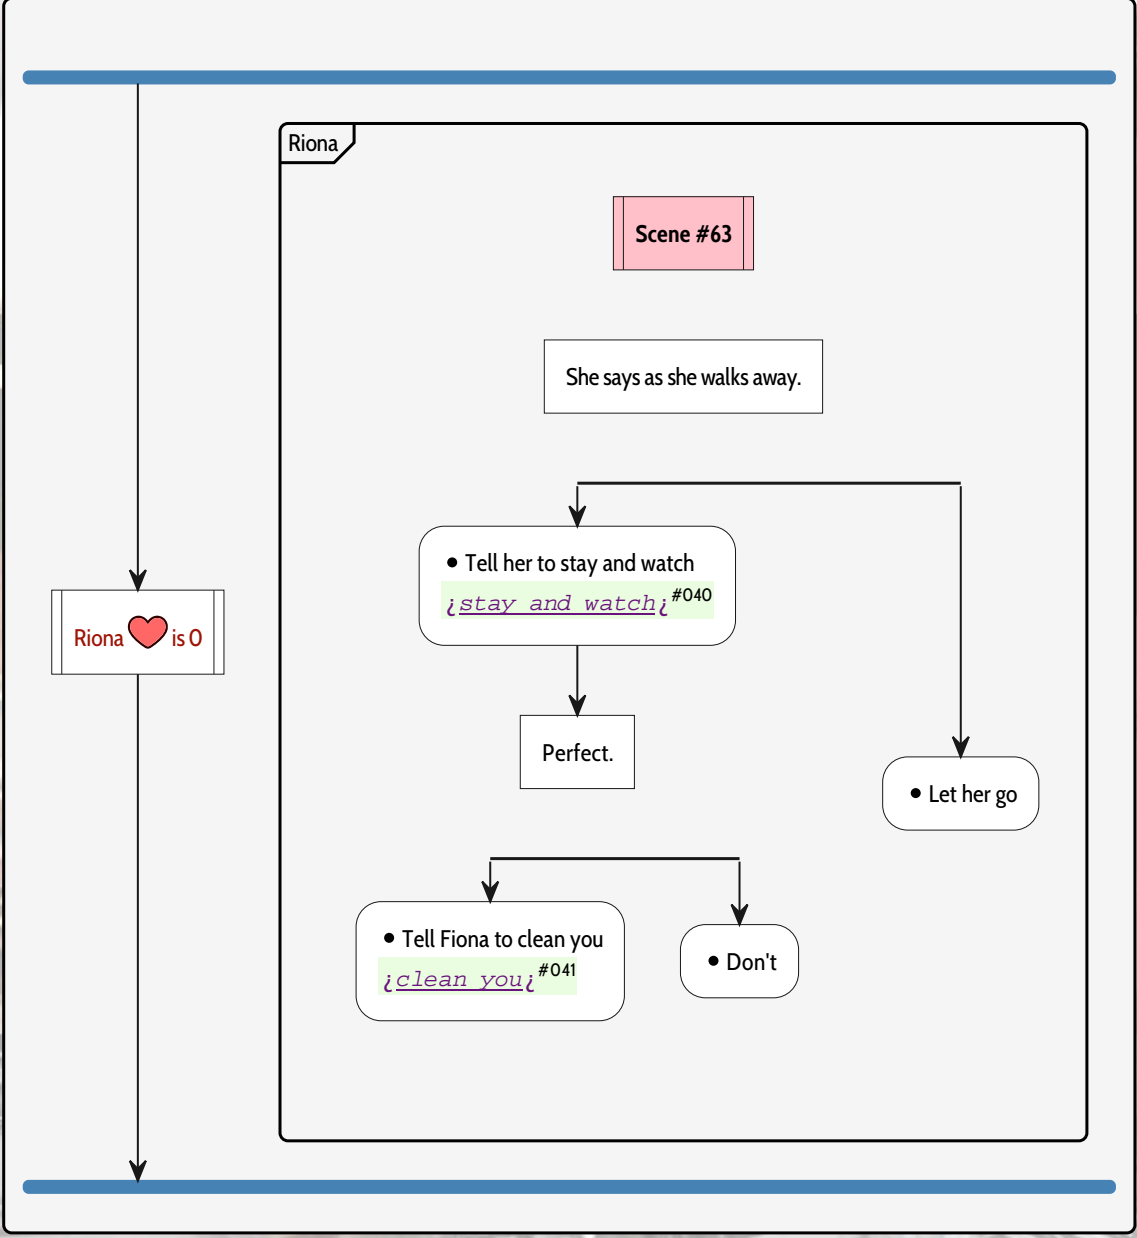 Riona
Scene #63
She says as she walks away.
• Tell her to stay and watch
¿stay and watch¿#040
Riona is 0
Perfect.
• Let her go
• Tell Fiona to clean you
¿clean you¿#041
• Don't